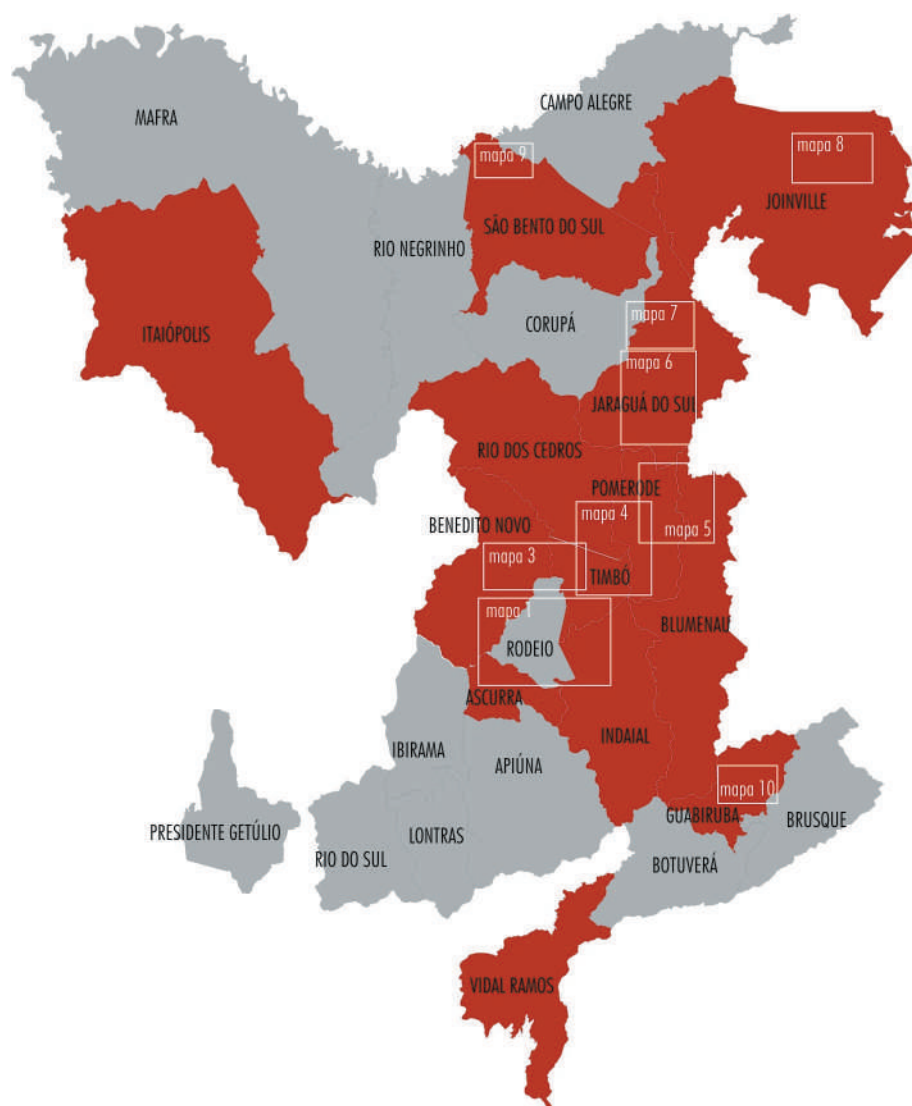 CAMPO ALEGRE
MAFRA
mapa 8
mapa 9
JOINVILLE
SÃO BENTO DO SUL
RIO NEGRINHO
mapa 7
CORUPÁ
ITAIÓPOLIS
mapa 6
JARAGUÁ DO SUL
RIO DOS CEDROS
POMERODE
mapa 4
BENEDITO NOVO
mapa 5
mapa 3
TIMBÓ
mapa 1
BLUMENAU
RODEIO
ASCURRA
INDAIAL
IBIRAMA
APIÚNA
mapa 10
GUABIRUBA
BRUSQUE
PRESIDENTE GETÚLIO
LONTRAS
RIO DO SUL
BOTUVERÁ
VIDAL RAMOS